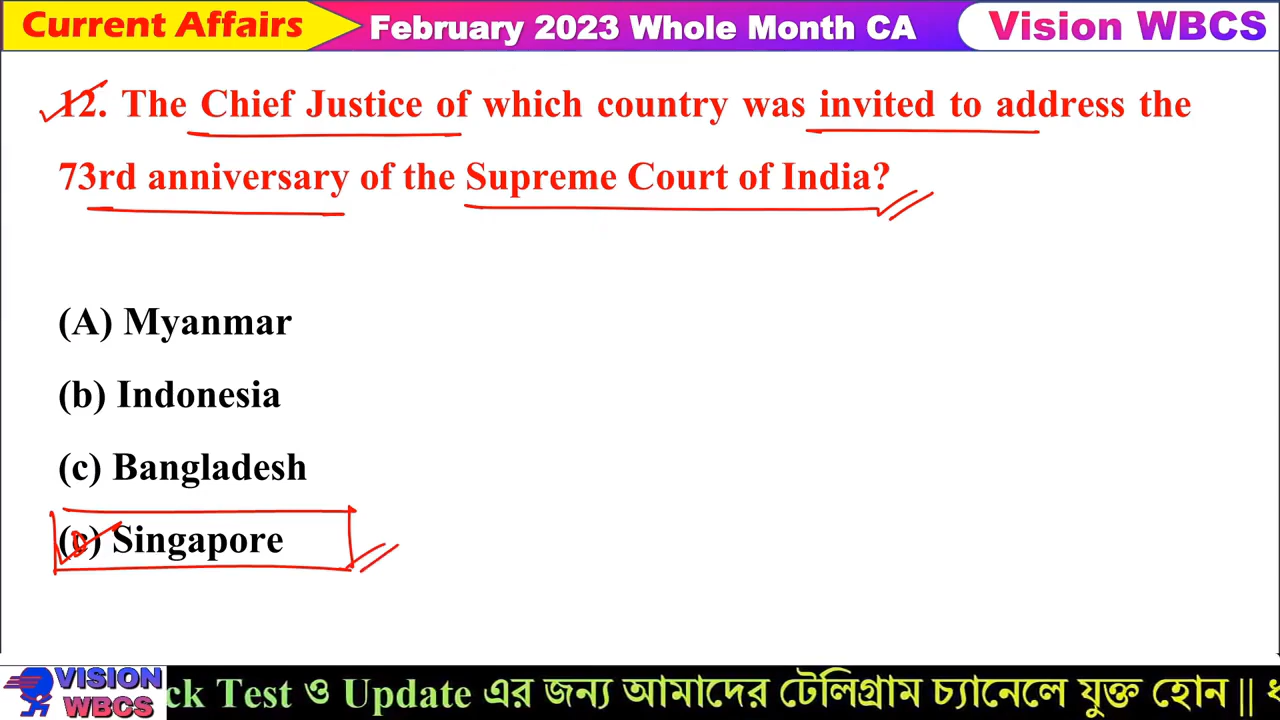 Current Affairs
February 2023 Whole Month CA
Vision WBCS
12. The Chief Justice of which country was invited to address the
73rd anniversary of the Supreme Court of India?
(A) Myanmar
(b) Indonesia
(c) Bangladesh
(c) Singapore
VISION
WBCS
ck Test ও Update এর জন্য আমাদের টেলিগ্রাম চ্যানেলে যুক্ত হোন ||